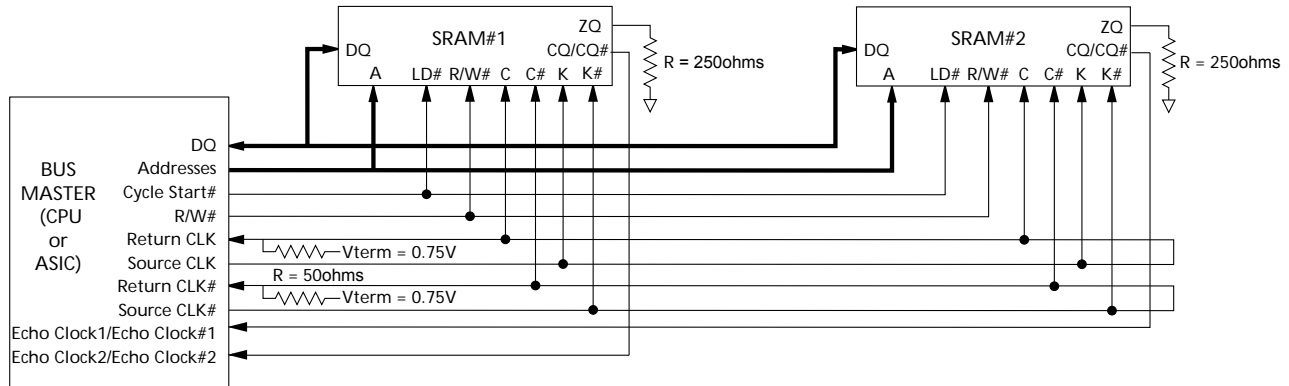 SRAM#1
ZQ
DQ
CQ/CQ#
A LD# R/W# C C# K K#
R = 250ohms
SRAM#2
ZQ
DQ
CQ/CQ#
A LD# R/W# C C# K K#
R = 250ohms
BUS
MASTER
(CPU
or
ASIC)
DQ
Addresses
Cycle Start#
R/W#
Return CLK
Vterm = 0.75V
Source CLK
R = 50ohms
Return CLK#
Vterm = 0.75V
Source CLK#
Echo Clock1/Echo Clock#1
Echo Clock2/Echo Clock#2